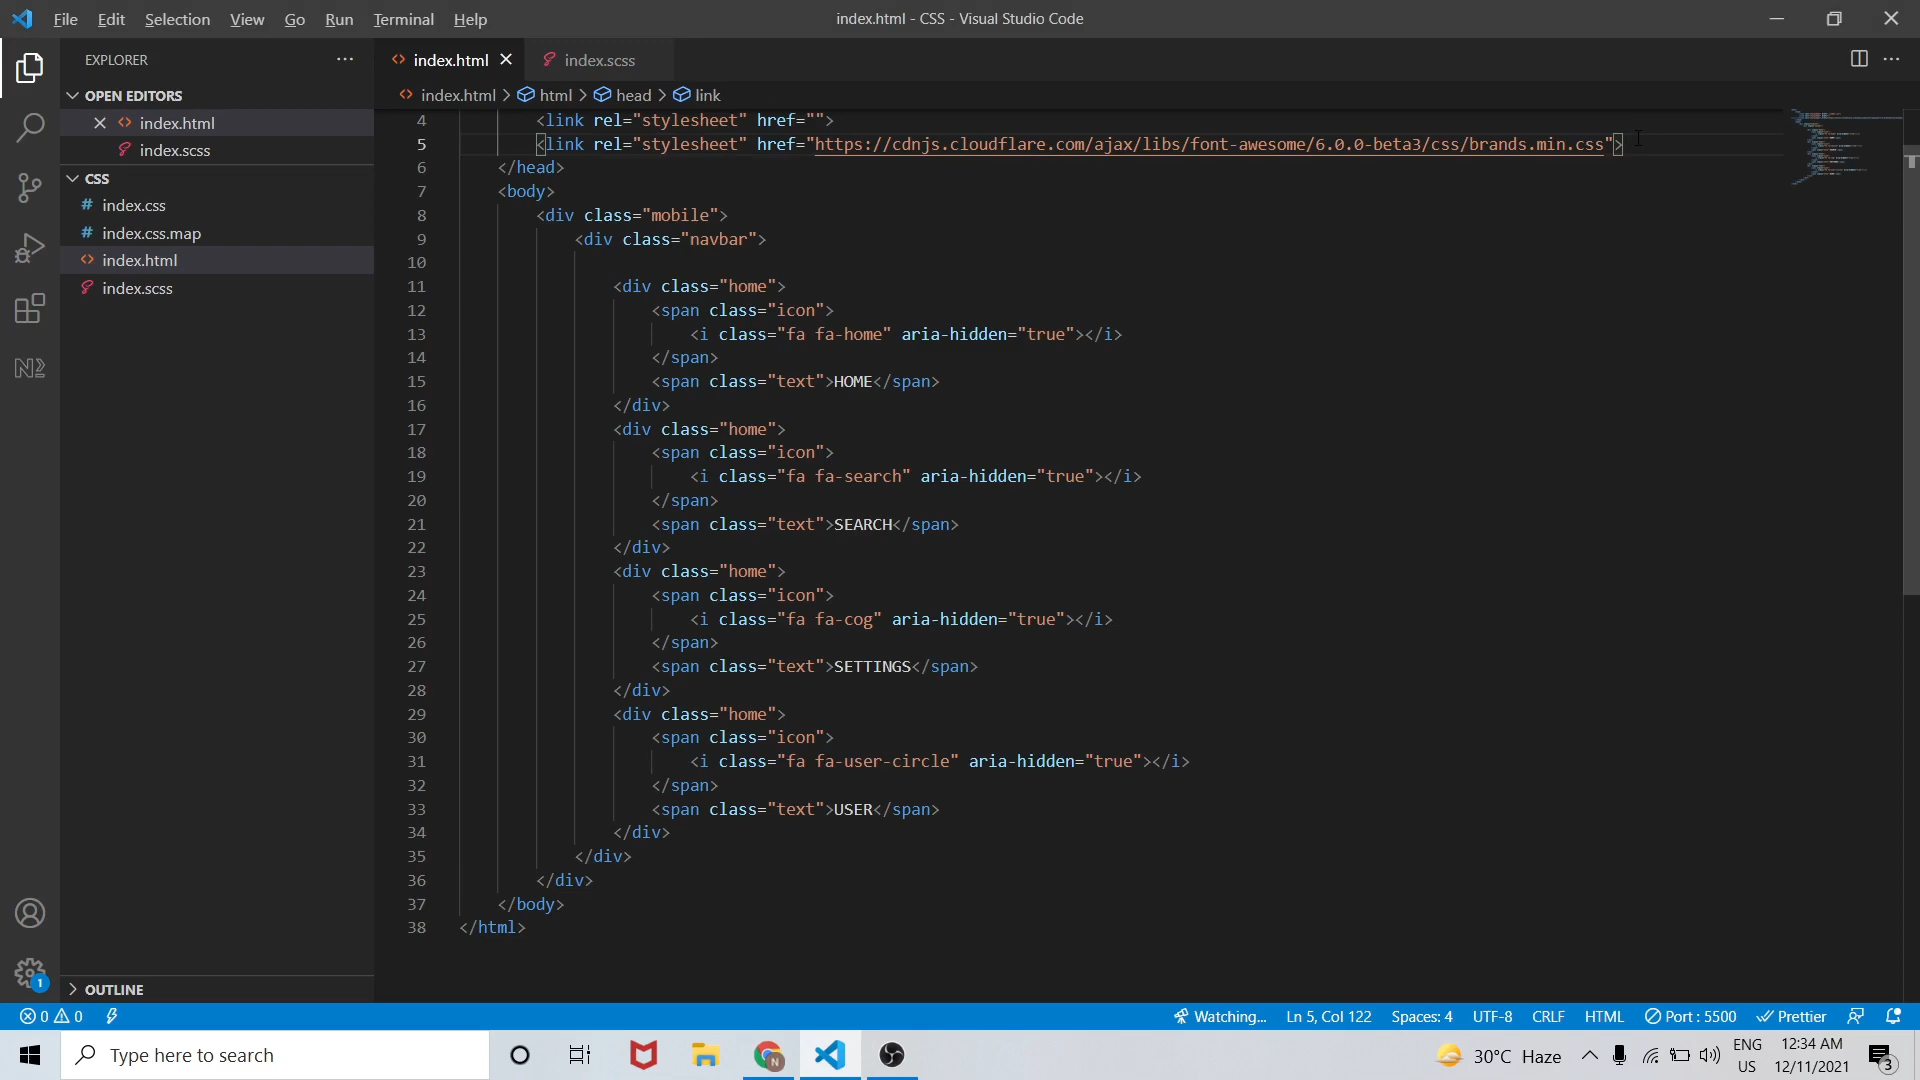 File Edit Selection View Go Run Terminal Help
index.html - CSS - Visual Studio Code
EXPLORER
OPEN EDITORS
index.html
index.scss
CSS
index.css
index.css.map
index.html
index.scss
OUTLINE
index.html index.scss
index.html > html > head > link
4 <link rel="stylesheet" href="">
5 <link rel="stylesheet" href="https://cdnjs.cloudflare.com/ajax/libs/font-awesome/6.0.0-beta3/css/brands.min.css">
6 </head>
7 <body>
8 <div class="mobile">
9 <div class="navbar">
10
11 <div class="home">
12 <span class="icon">
13 <i class="fa fa-home" aria-hidden="true"></i>
14 </span>
15 <span class="text">HOME</span>
16 </div>
17 <div class="home">
18 <span class="icon">
19 <i class="fa fa-search" aria-hidden="true"></i>
20 </span>
21 <span class="text">SEARCH</span>
22 </div>
23 <div class="home">
24 <span class="icon">
25 <i class="fa fa-cog" aria-hidden="true"></i>
26 </span>
27 <span class="text">SETTINGS</span>
28 </div>
29 <div class="home">
30 <span class="icon">
31 <i class="fa fa-user-circle" aria-hidden="true"></i>
32 </span>
33 <span class="text">USER</span>
34 </div>
35 </div>
36 </div>
37 </body>
38 </html>
1
0 0 Watching... Ln 5, Col 122 Spaces: 4 UTF-8 CRLF HTML Port : 5500 Prettier
Type here to search
N
30°C Haze
ENG
US
12:34 AM
12/11/2021
3